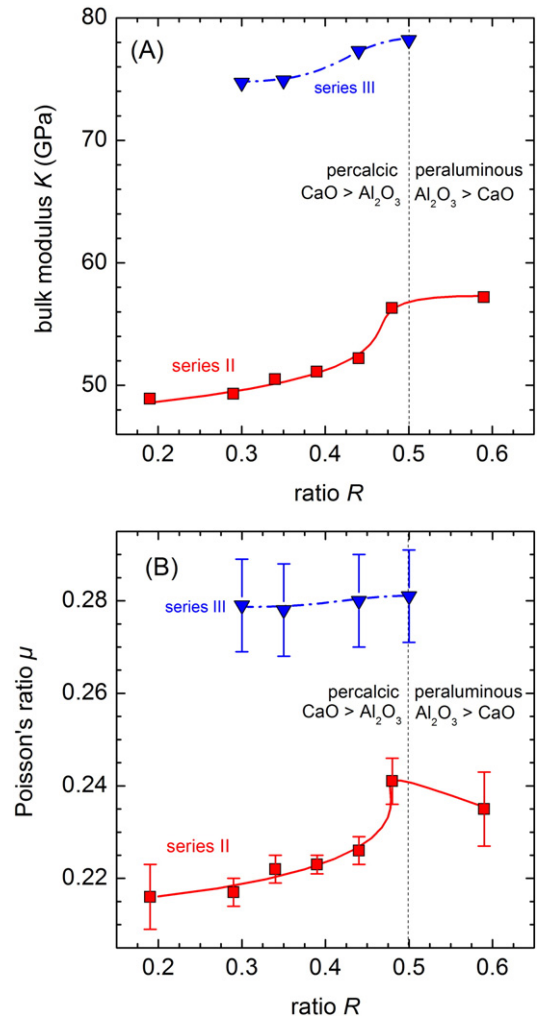 80
(A)
series III
70
percalcic peraluminous
CaO > Al₂O₃ Al₂O₃ > CaO
bulk modulus K (GPa)
60
series II
50
0.2 0.3 0.4 0.5 0.6
ratio R
(B)
0.28
series III
0.26
percalcic peraluminous
CaO > Al₂O₃ Al₂O₃ > CaO
Poisson's ratio μ
0.24
series II
0.22
0.2 0.3 0.4 0.5 0.6
ratio R